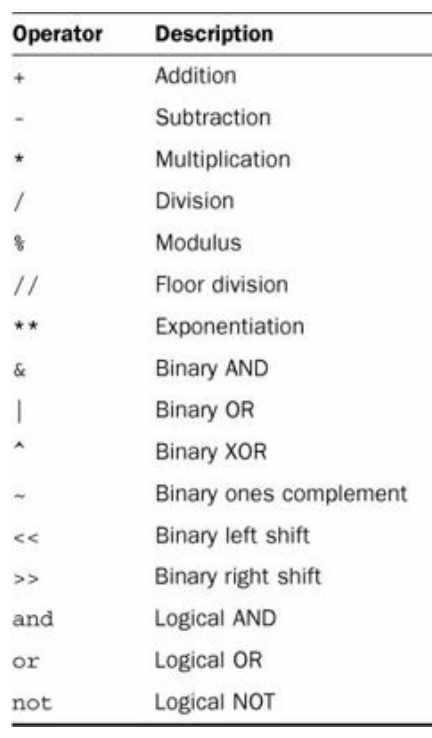 Operator Description
+ Addition
- Subtraction
* Multiplication
/ Division
% Modulus
// Floor division
** Exponentiation
& Binary AND
| Binary OR
^ Binary XOR
~ Binary ones complement
<< Binary left shift
>> Binary right shift
and Logical AND
or Logical OR
not Logical NOT